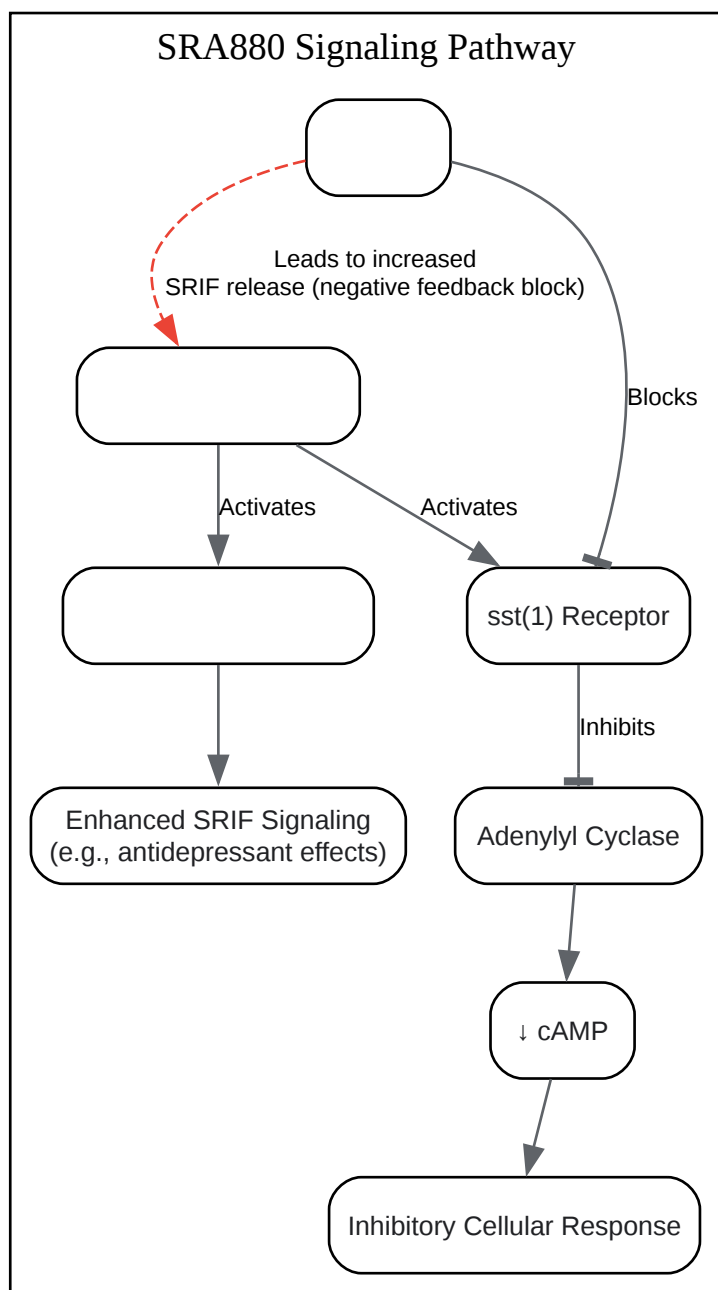 SRA880 Signaling Pathway
Leads to increased
SRIF release (negative feedback block)
Blocks
Activates
Activates
sst(1) Receptor
Inhibits
Enhanced SRIF Signaling
(e.g., antidepressant effects)
Adenylyl Cyclase
↓ cAMP
Inhibitory Cellular Response